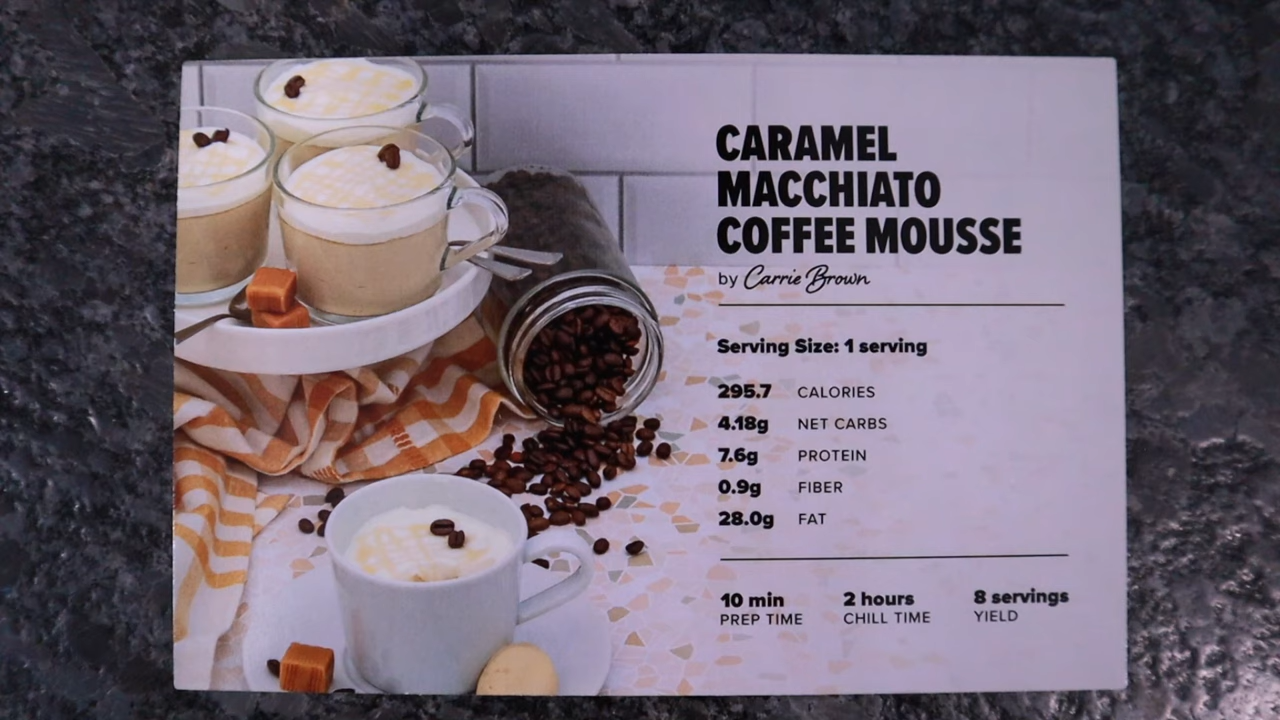 CARAMEL
MACCHIATO
COFFEE MOUSSE
by Carrie Brown
Serving Size: 1 serving
295.7 CALORIES
4.18g NET CARBS
7.6g PROTEIN
0.9g FIBER
28.0g FAT
10 min 2 hours 8 servings
PREP TIME CHILL TIME YIELD